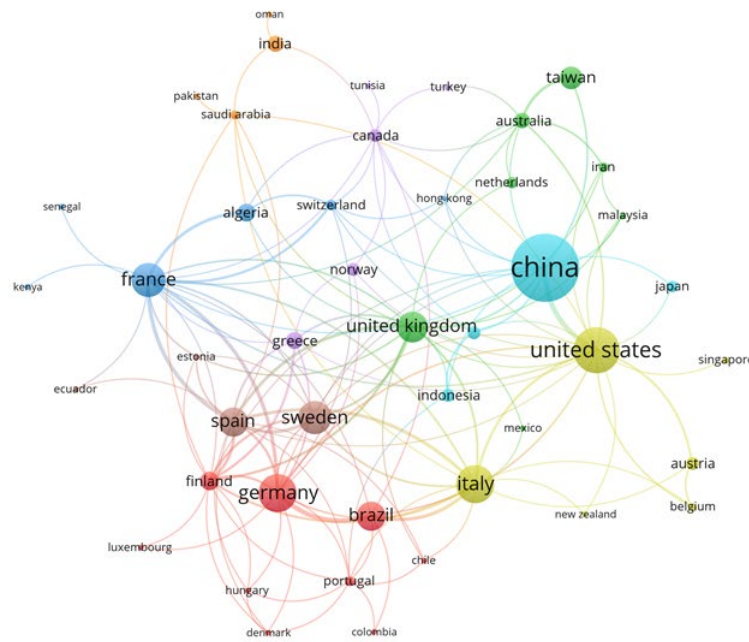 oman
india
taiwan
tunisia
turkey
pakistan
saudi arabia
australia
canada
iran
netherlands
senegal
algeria
switzerland
hong kong
malaysia
norway
china
france
kenya
japan
united kingdom
greece
united states
estonia
singapore
ecuador
indonesia
spain
sweden
mexico
austria
finland
germany
italy
belgium
brazil
new zealand
luxembourg
chile
portugal
hungary
denmark
colombia